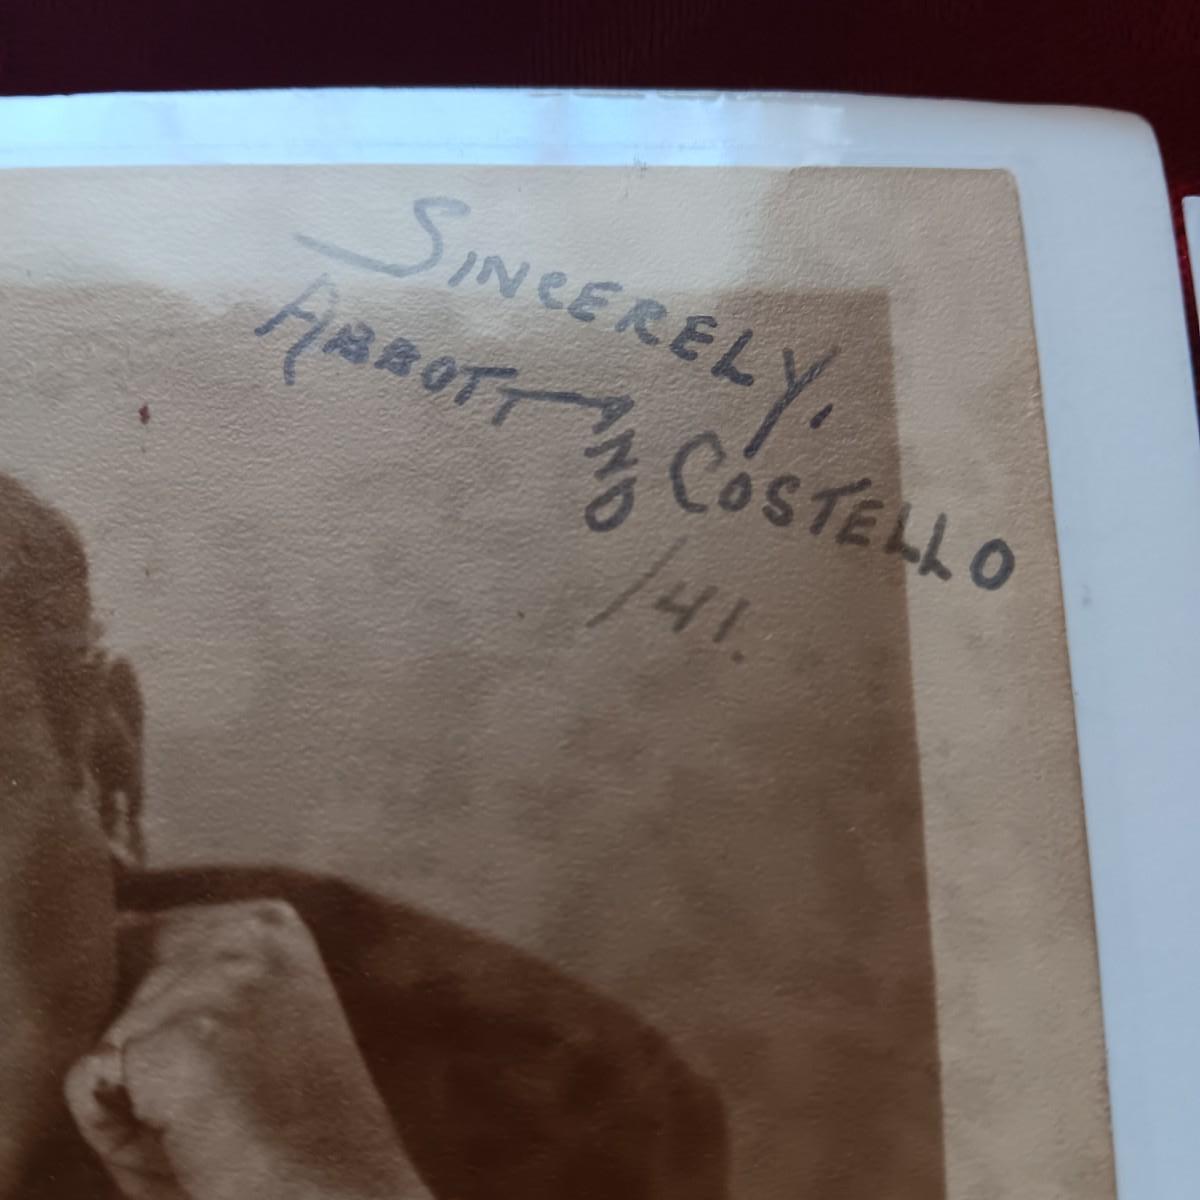 SINCERELY,
ABBOTT AND COSTELLO
/41.